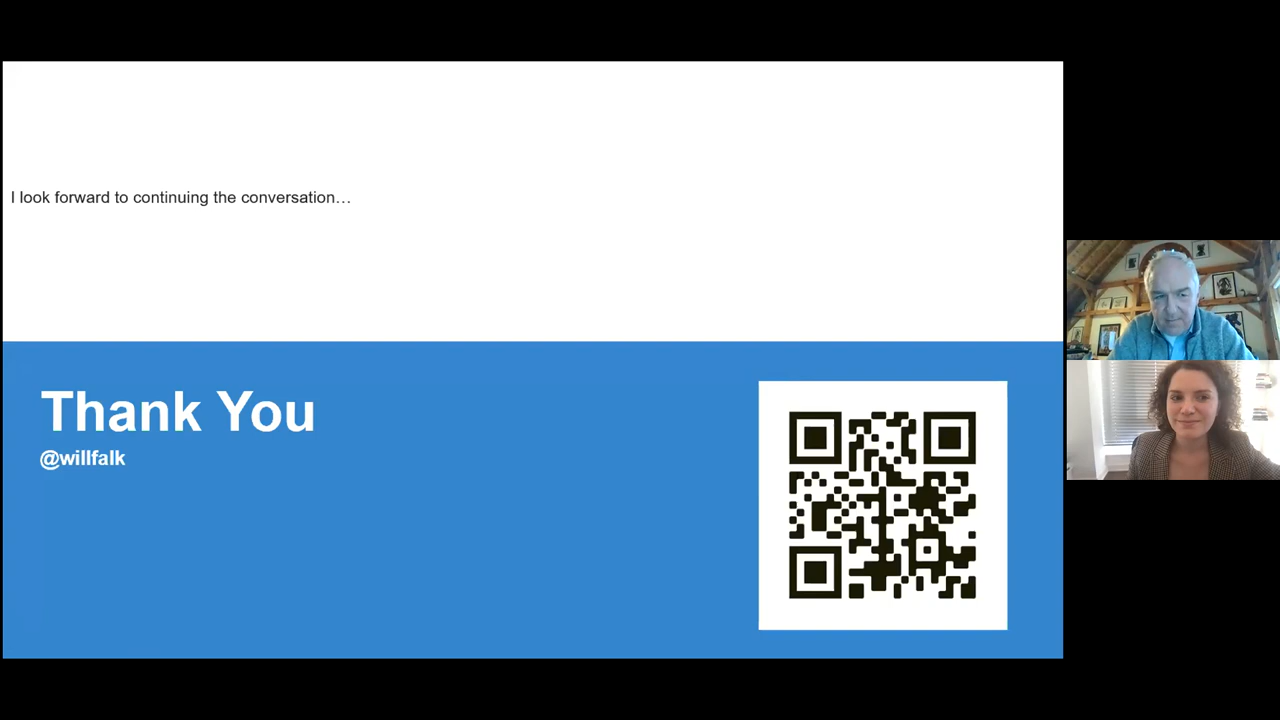 I look forward to continuing the conversation…
Thank You
@willfalk